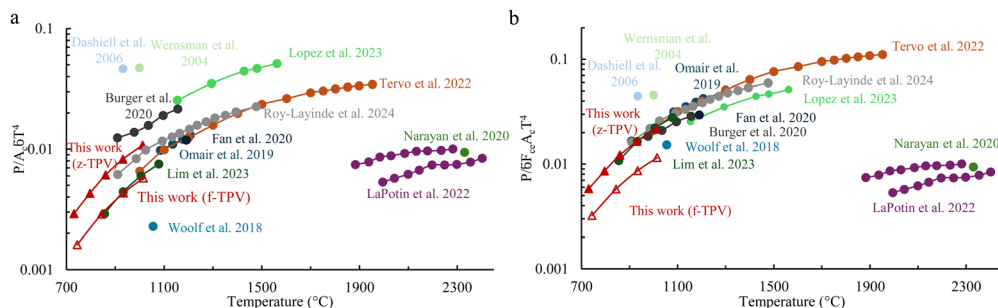 a
P/A_c б T^4
0.1
0.01
0.001
Dashiell et al.
2006
Wernsman et al.
2004
Lopez et al. 2023
Burger et al.
2020
Tervo et al. 2022
Roy-Layinde et al. 2024
This work
(z-TPV)
Fan et al. 2020
Omair et al. 2019
Lim et al. 2023
This work (f-TPV)
Woolf et al. 2018
Narayan et al. 2020
LaPotin et al. 2022
700 1100 1500 1900 2300
Temperature (°C)
b
0.1
0.01
0.001
Wernsman et al.
2004
Dashiell et al.
2006
Tervo et al. 2022
Omair et al.
2019
Roy-Layinde et al. 2024
Lopez et al. 2023
This work
(z-TPV)
Fan et al. 2020
Burger et al. 2020
Woolf et al. 2018
Lim et al. 2023
This work (f-TPV)
Narayan et al. 2020
LaPotin et al. 2022
700 1100 1500 1900 2300
Temperature (°C)